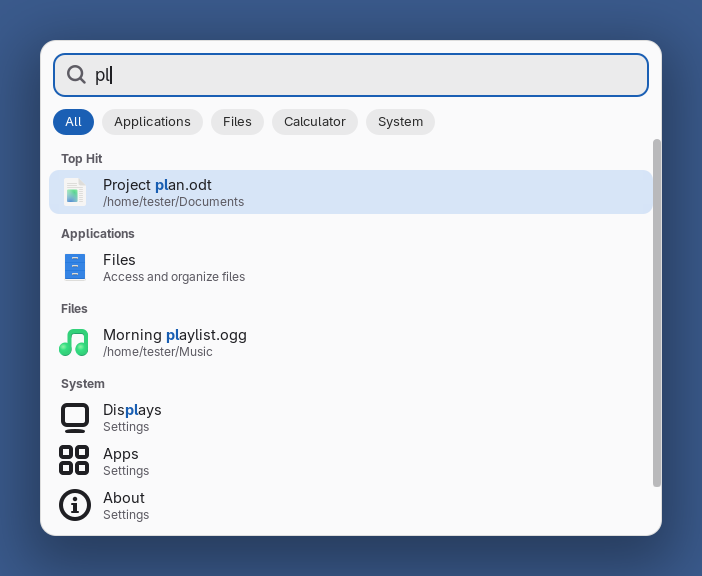 pl
All Applications Files Calculator System
Top Hit
Project plan.odt
/home/tester/Documents
Applications
Files
Access and organize files
Files
Morning playlist.ogg
/home/tester/Music
System
Displays
Settings
Apps
Settings
About
Settings